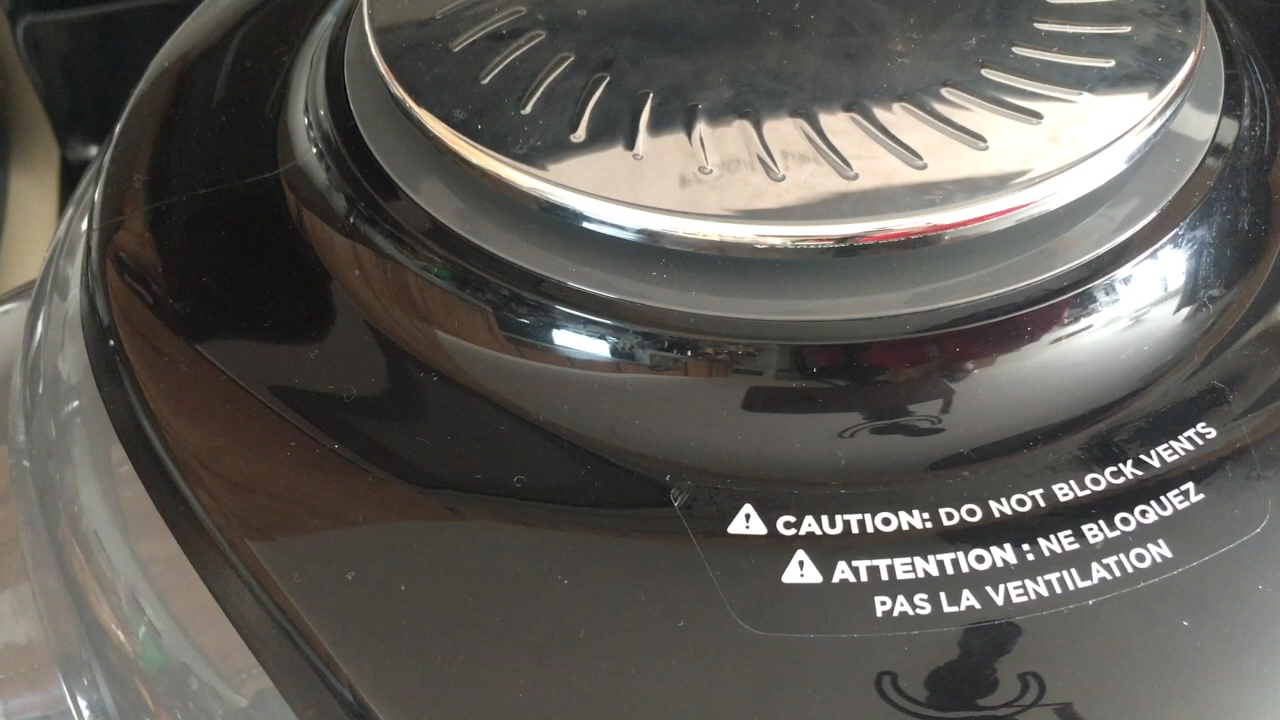 CAUTION: DO NOT BLOCK VENTS
ATTENTION : NE BLOQUEZ
PAS LA VENTILATION